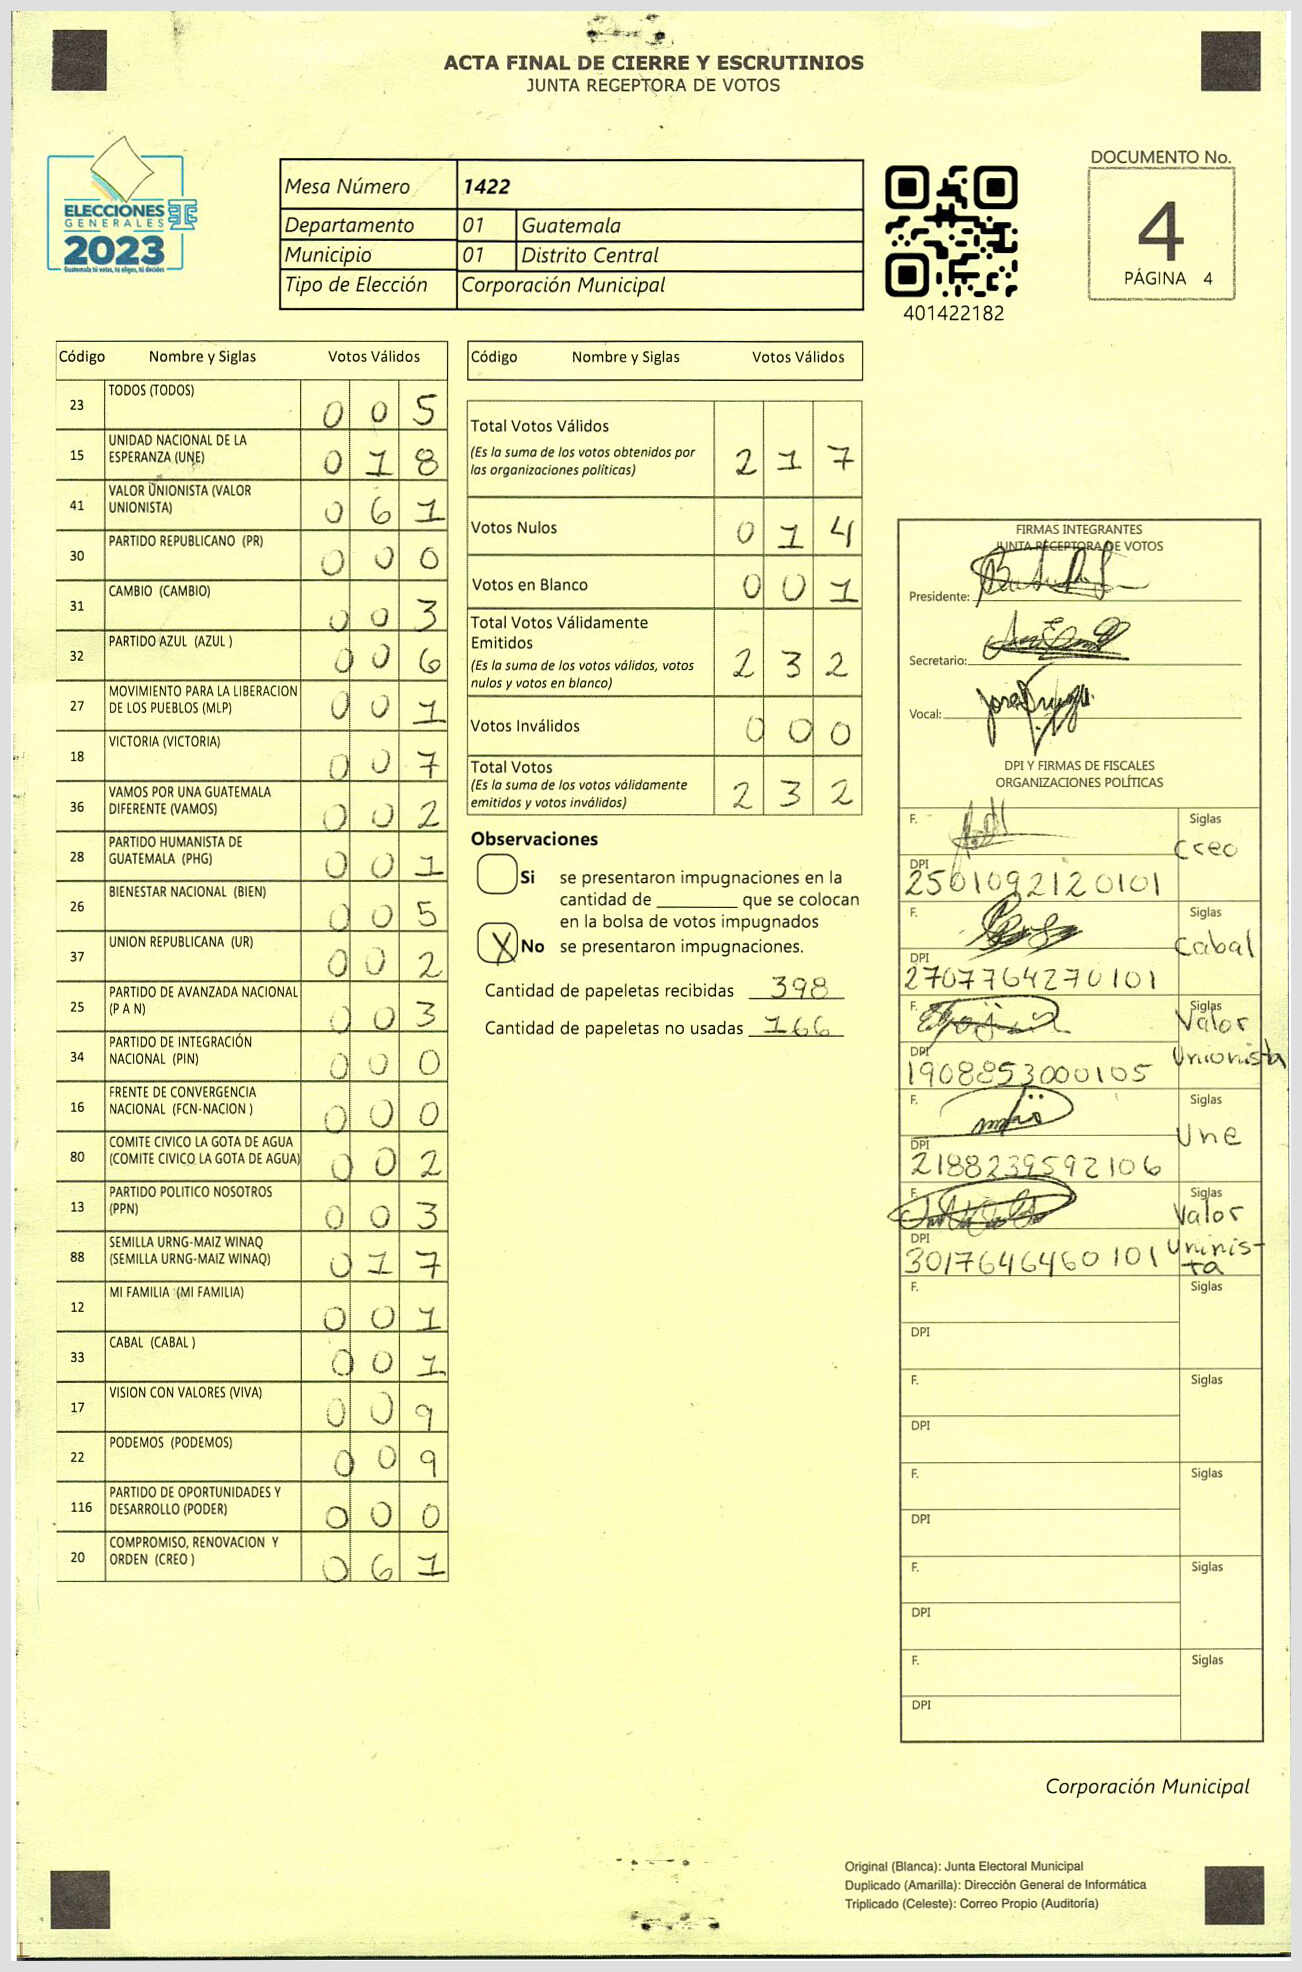 ACTA FINAL DE CIERRE Y ESCRUTINIOS
JUNTA RECEPTORA DE VOTOS
ELECCIONES
GENERALES
2023
Guatemala tú votas, tú eliges, tú decides
Mesa Número 1422
Departamento 01 Guatemala
Municipio 01 Distrito Central
Tipo de Elección Corporación Municipal
401422182
DOCUMENTO No.
4
PÁGINA 4
Código Nombre y Siglas Votos Válidos
23 TODOS (TODOS) 0 0 5
15 UNIDAD NACIONAL DE LA
ESPERANZA (UNE) 0 1 8
41 VALOR UNIONISTA (VALOR
UNIONISTA) 0 6 1
30 PARTIDO REPUBLICANO (PR) 0 0 0
31 CAMBIO (CAMBIO) 0 0 3
32 PARTIDO AZUL (AZUL ) 0 0 6
27 MOVIMIENTO PARA LA LIBERACION
DE LOS PUEBLOS (MLP) 0 0 1
18 VICTORIA (VICTORIA) 0 0 7
36 VAMOS POR UNA GUATEMALA
DIFERENTE (VAMOS) 0 0 2
28 PARTIDO HUMANISTA DE
GUATEMALA (PHG) 0 0 1
26 BIENESTAR NACIONAL (BIEN) 0 0 5
37 UNION REPUBLICANA (UR) 0 0 2
25 PARTIDO DE AVANZADA NACIONAL
(P A N) 0 0 3
34 PARTIDO DE INTEGRACIÓN
NACIONAL (PIN) 0 0 0
16 FRENTE DE CONVERGENCIA
NACIONAL (FCN-NACION ) 0 0 0
80 COMITE CIVICO LA GOTA DE AGUA
(COMITE CIVICO LA GOTA DE AGUA) 0 0 2
13 PARTIDO POLITICO NOSOTROS
(PPN) 0 0 3
88 SEMILLA URNG-MAIZ WINAQ
(SEMILLA URNG-MAIZ WINAQ) 0 1 7
12 MI FAMILIA (MI FAMILIA) 0 0 1
33 CABAL (CABAL ) 0 0 1
17 VISION CON VALORES (VIVA) 0 0 9
22 PODEMOS (PODEMOS) 0 0 9
116 PARTIDO DE OPORTUNIDADES Y
DESARROLLO (PODER) 0 0 0
20 COMPROMISO, RENOVACION Y
ORDEN (CREO ) 0 6 1
Código Nombre y Siglas Votos Válidos
Total Votos Válidos
(Es la suma de los votos obtenidos por
las organizaciones políticas) 2 1 7
Votos Nulos 0 1 4
Votos en Blanco 0 0 1
Total Votos Válidamente
Emitidos
(Es la suma de los votos válidos, votos
nulos y votos en blanco) 2 3 2
Votos Inválidos 0 0 0
Total Votos
(Es la suma de los votos válidamente
emitidos y votos inválidos) 2 3 2
Observaciones
Si se presentaron impugnaciones en la
cantidad de ________ que se colocan
en la bolsa de votos impugnados
X No se presentaron impugnaciones.
Cantidad de papeletas recibidas 398
Cantidad de papeletas no usadas 166
FIRMAS INTEGRANTES
JUNTA RECEPTORA DE VOTOS
Presidente:
Secretario:
Vocal:
DPI Y FIRMAS DE FISCALES
ORGANIZACIONES POLÍTICAS
F. Siglas
Creo
DPI
2501092120101
F. Siglas
Cabal
DPI
2707764270101
F. Siglas
Valor
Unionista
DPI
1908853000105
F. Siglas
Une
DPI
2188239592106
F. Siglas
Valor
DPI
3017646460101 Uninis-
ta
F. Siglas
DPI
F. Siglas
DPI
F. Siglas
DPI
F. Siglas
DPI
F. Siglas
DPI
Corporación Municipal
Original (Blanca): Junta Electoral Municipal
Duplicado (Amarilla): Dirección General de Informática
Triplicado (Celeste): Correo Propio (Auditoría)